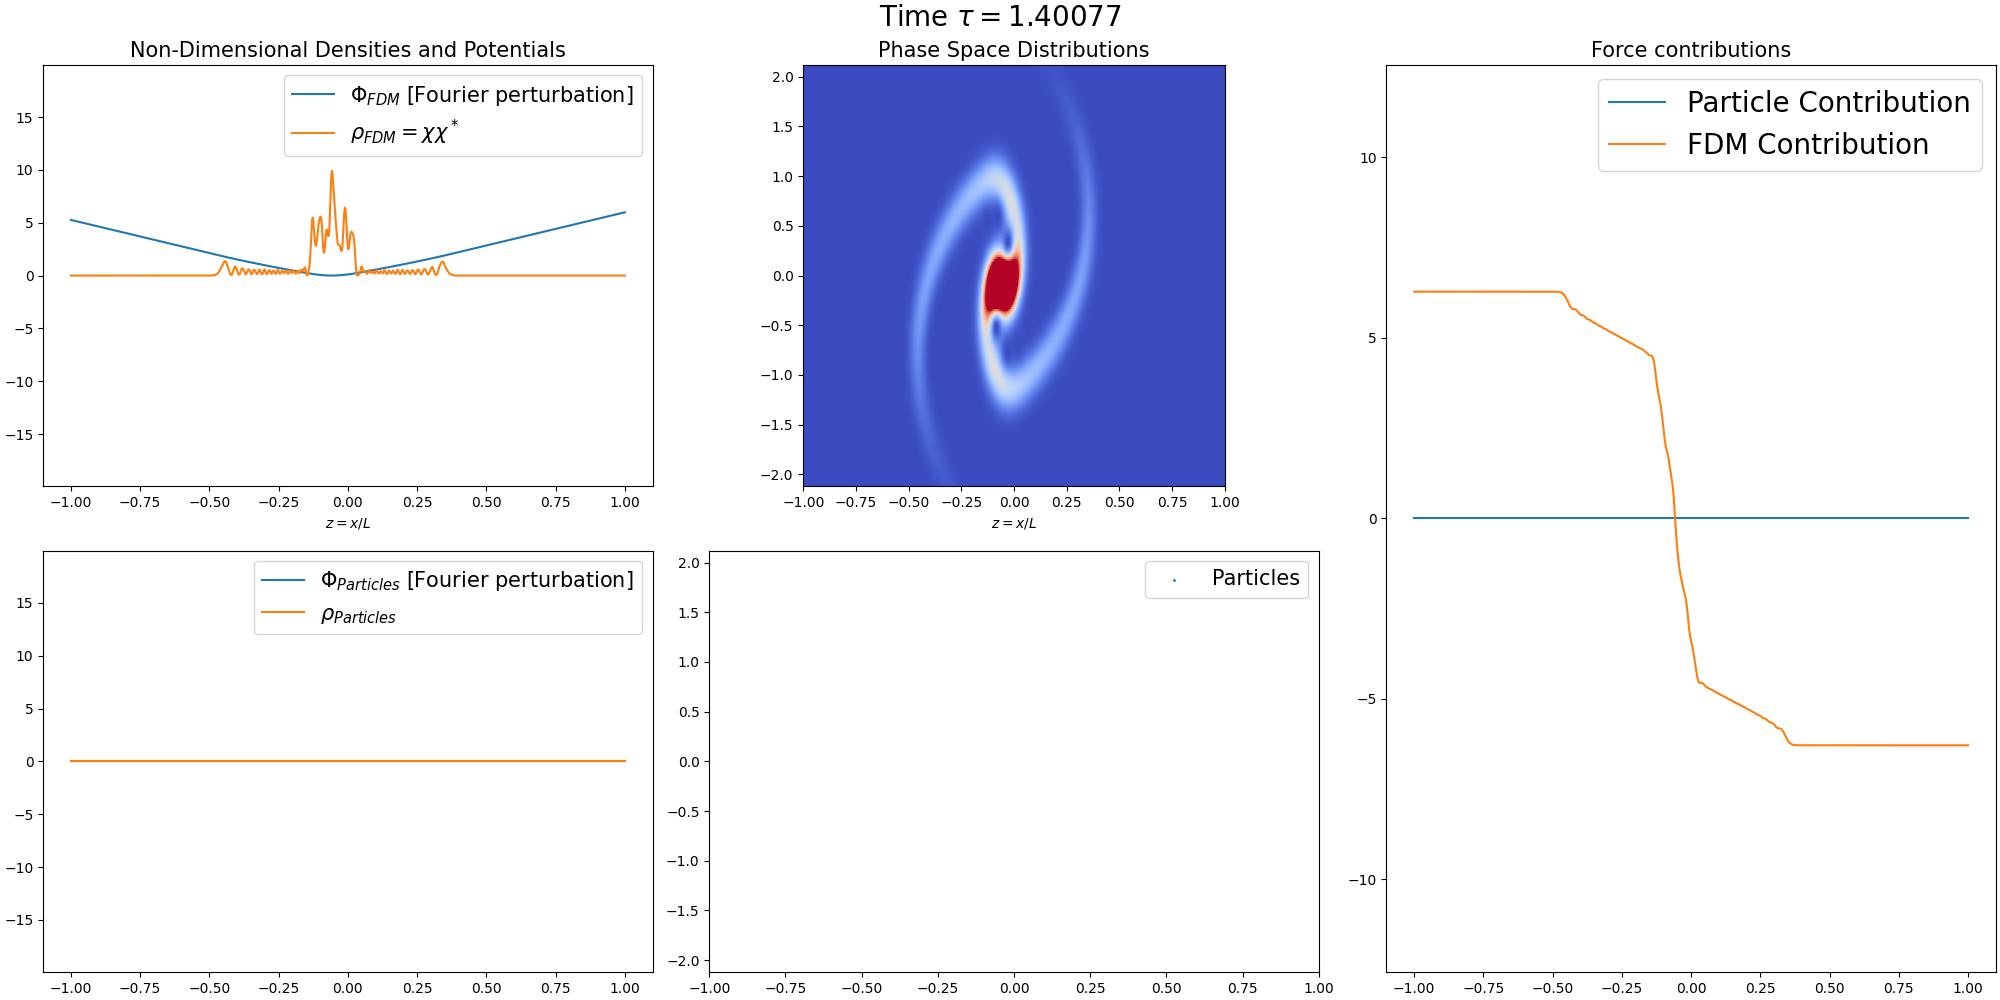 Time τ = 1.40077
Non-Dimensional Densities and Potentials
Φ_FDM [Fourier perturbation]
ρ_FDM = χχ*
15
10
5
0
−5
−10
−15
−1.00 −0.75 −0.50 −0.25 0.00 0.25 0.50 0.75 1.00
z = x/L
Phase Space Distributions
2.0
1.5
1.0
0.5
0.0
−0.5
−1.0
−1.5
−2.0
−1.00 −0.75 −0.50 −0.25 0.00 0.25 0.50 0.75 1.00
z = x/L
Force contributions
Particle Contribution
FDM Contribution
10
5
0
−5
−10
−1.00 −0.75 −0.50 −0.25 0.00 0.25 0.50 0.75 1.00
Φ_Particles [Fourier perturbation]
ρ_Particles
15
10
5
0
−5
−10
−15
−1.00 −0.75 −0.50 −0.25 0.00 0.25 0.50 0.75 1.00
Particles
2.0
1.5
1.0
0.5
0.0
−0.5
−1.0
−1.5
−2.0
−1.00 −0.75 −0.50 −0.25 0.00 0.25 0.50 0.75 1.00